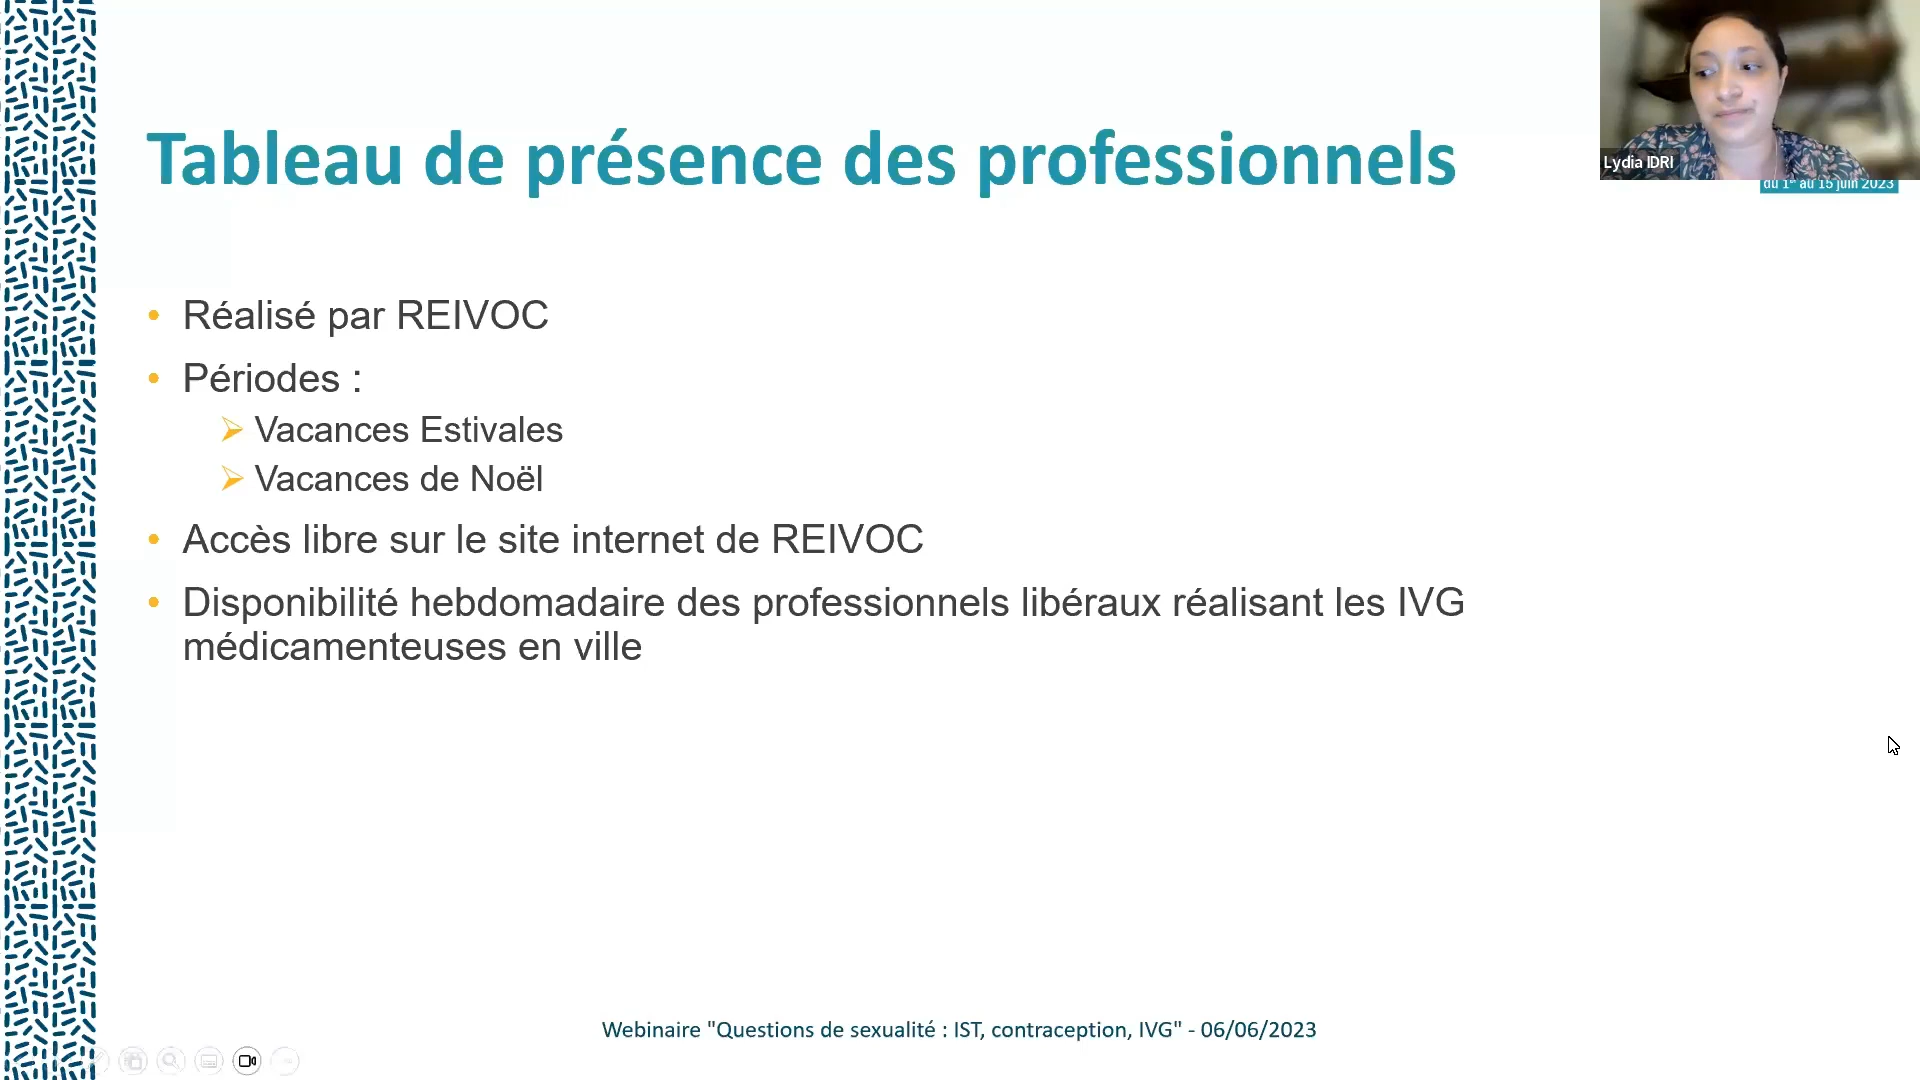 Tableau de présence des professionnels
Lydia IDRI
du 1er au 15 juin 2023
• Réalisé par REIVOC
• Périodes :
➢ Vacances Estivales
➢ Vacances de Noël
• Accès libre sur le site internet de REIVOC
• Disponibilité hebdomadaire des professionnels libéraux réalisant les IVG
médicamenteuses en ville
Webinaire "Questions de sexualité : IST, contraception, IVG" - 06/06/2023